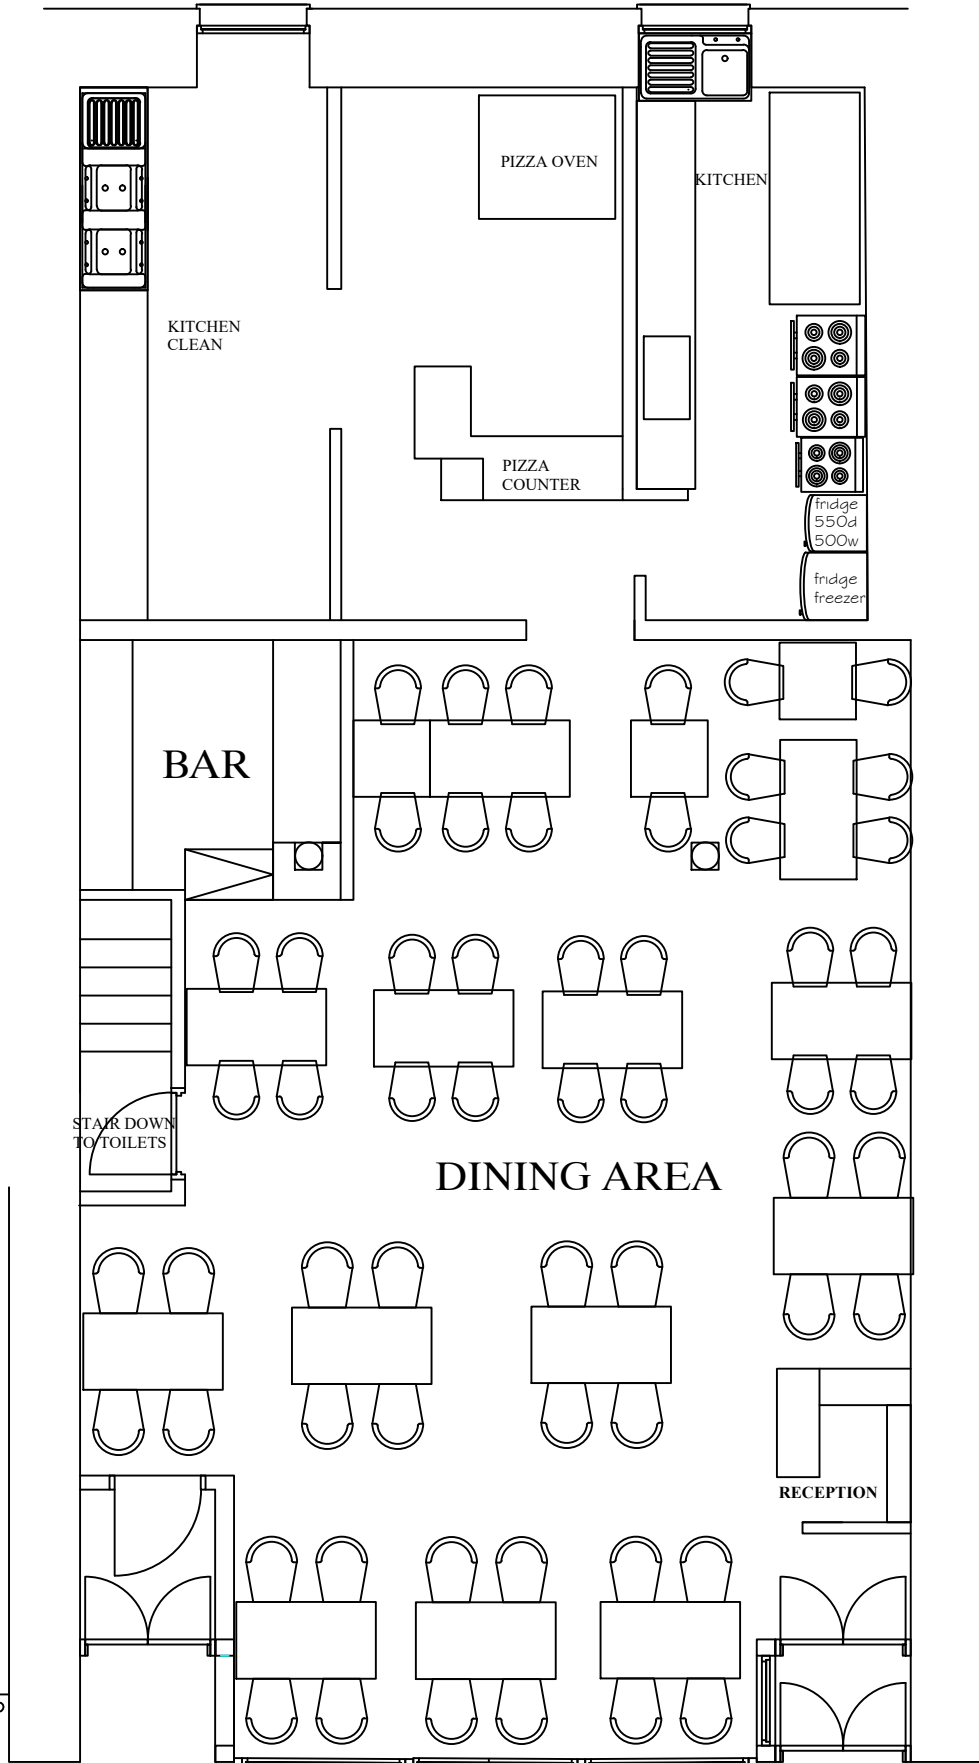 PIZZA OVEN
KITCHEN
KITCHEN
CLEAN
PIZZA
COUNTER
fridge
550d
500w
fridge
freezer
BAR
STAIR DOWN
TO TOILETS
DINING AREA
RECEPTION